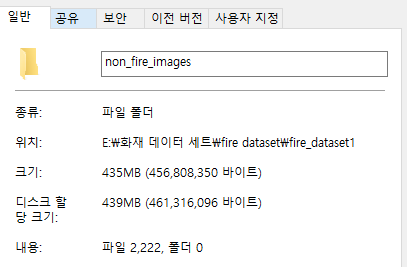 일반 공유 보안 이전 버전 사용자 지정
non_fire_images
종류: 파일 폴더
위치: E:₩화재 데이터 세트₩fire dataset₩fire_dataset1
크기: 435MB (456,808,350 바이트)
디스크 할 439MB (461,316,096 바이트)
당 크기:
내용: 파일 2,222, 폴더 0